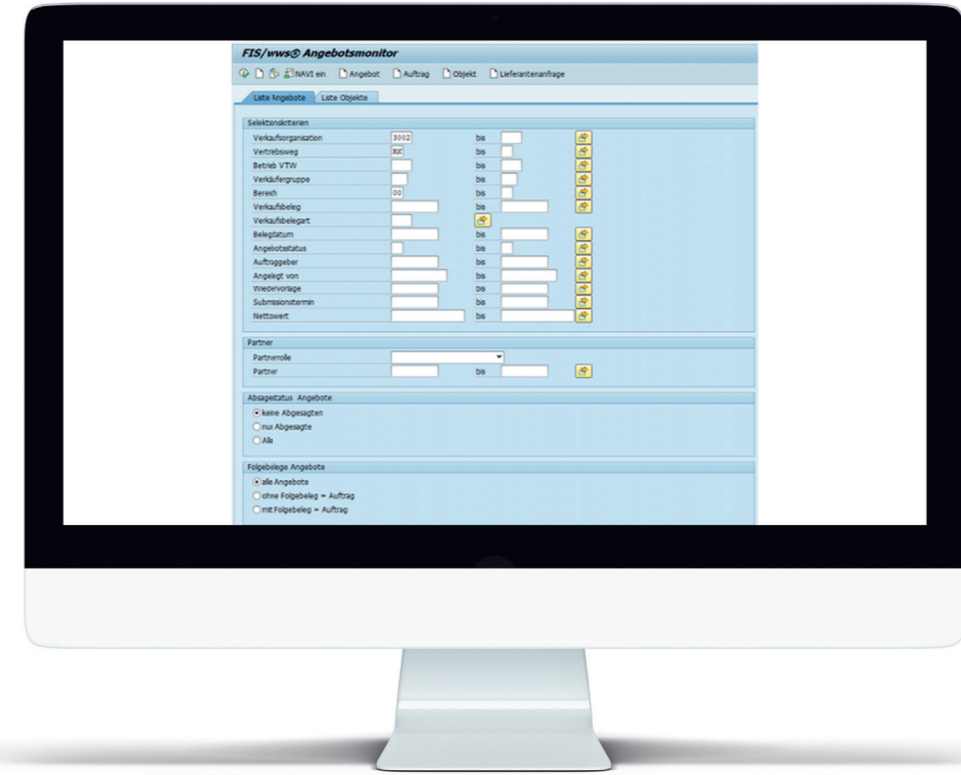 FIS/wws® Angebotsmonitor
NAVI ein Angebot Auftrag Objekt Lieferantenanfrage
Liste Angebote Liste Objekte
Selektionskriterien
Verkaufsorganisation 3002 bis
Vertriebsweg RK bis
Betrieb VTW bis
Verkäufergruppe bis
Bereich 00 bis
Verkaufsbeleg bis
Verkaufsbelegart
Belegdatum bis
Angebotsstatus bis
Auftraggeber bis
Angelegt von bis
Wiedervorlage bis
Submissionstermin bis
Nettowert bis
Partner
Partnerrolle
Partner bis
Absagestatus Angebote
keine Abgesagten
nur Abgesagte
Alle
Folgebelege Angebote
alle Angebote
ohne Folgebeleg = Auftrag
mit Folgebeleg = Auftrag